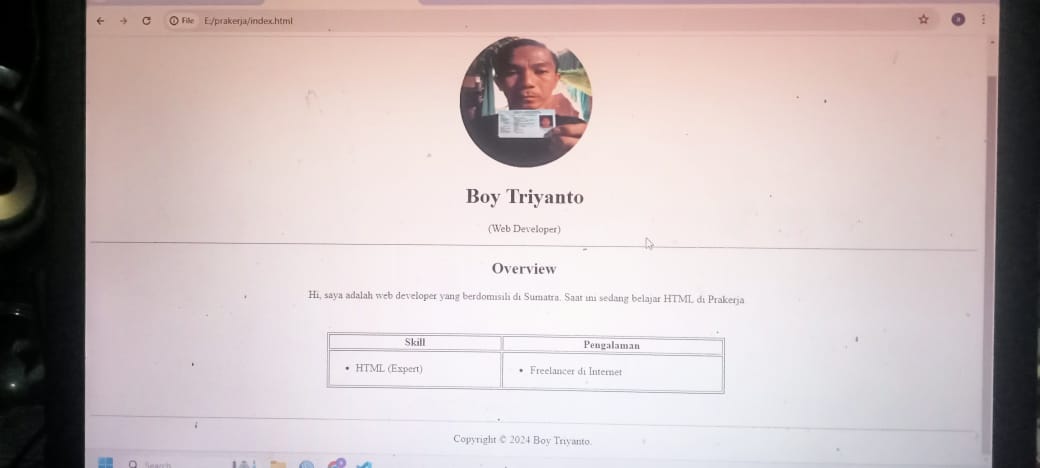 File E:/prakerja/index.html
Boy Triyanto
(Web Developer)
Overview
Hi, saya adalah web developer yang berdomisili di Sumatra. Saat ini sedang belajar HTML di Prakerja
Skill
Pengalaman
• HTML (Expert)
• Freelancer di Internet
Copyright © 2024 Boy Triyanto.
Search